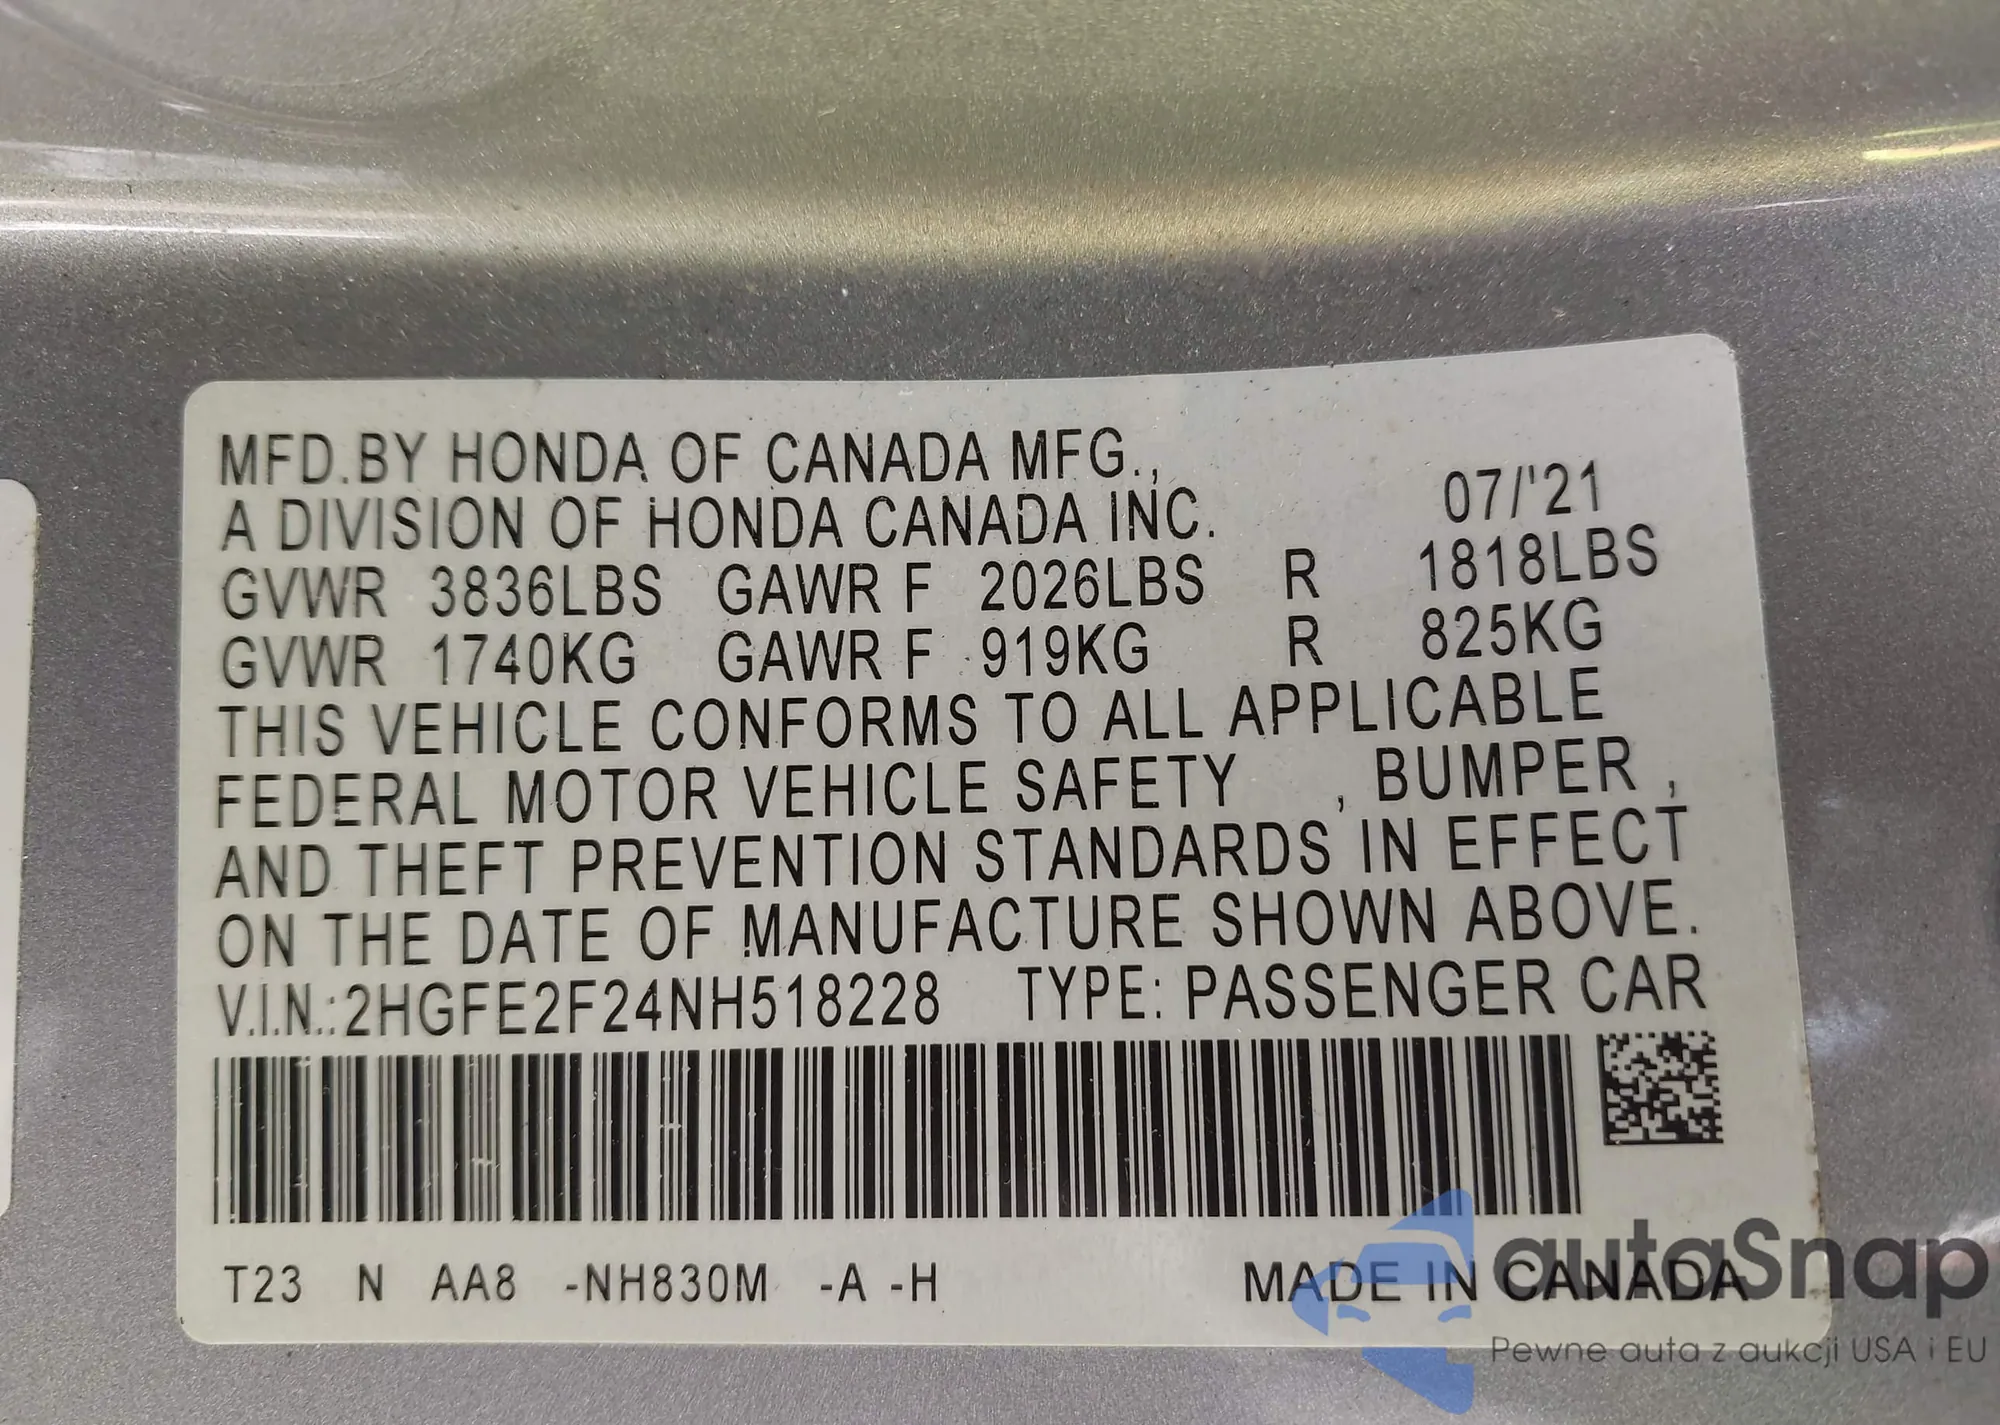 MFD.BY HONDA OF CANADA MFG.,
A DIVISION OF HONDA CANADA INC. 07/'21
GVWR 3836LBS GAWR F 2026LBS R 1818LBS
GVWR 1740KG GAWR F 919KG R 825KG
THIS VEHICLE CONFORMS TO ALL APPLICABLE
FEDERAL MOTOR VEHICLE SAFETY , BUMPER ,
AND THEFT PREVENTION STANDARDS IN EFFECT
ON THE DATE OF MANUFACTURE SHOWN ABOVE.
V.I.N.:2HGFE2F24NH518228 TYPE: PASSENGER CAR
T23 N AA8 -NH830M -A -H MADE IN CANADA
autaSnap
Pewne auta z aukcji USA i EU